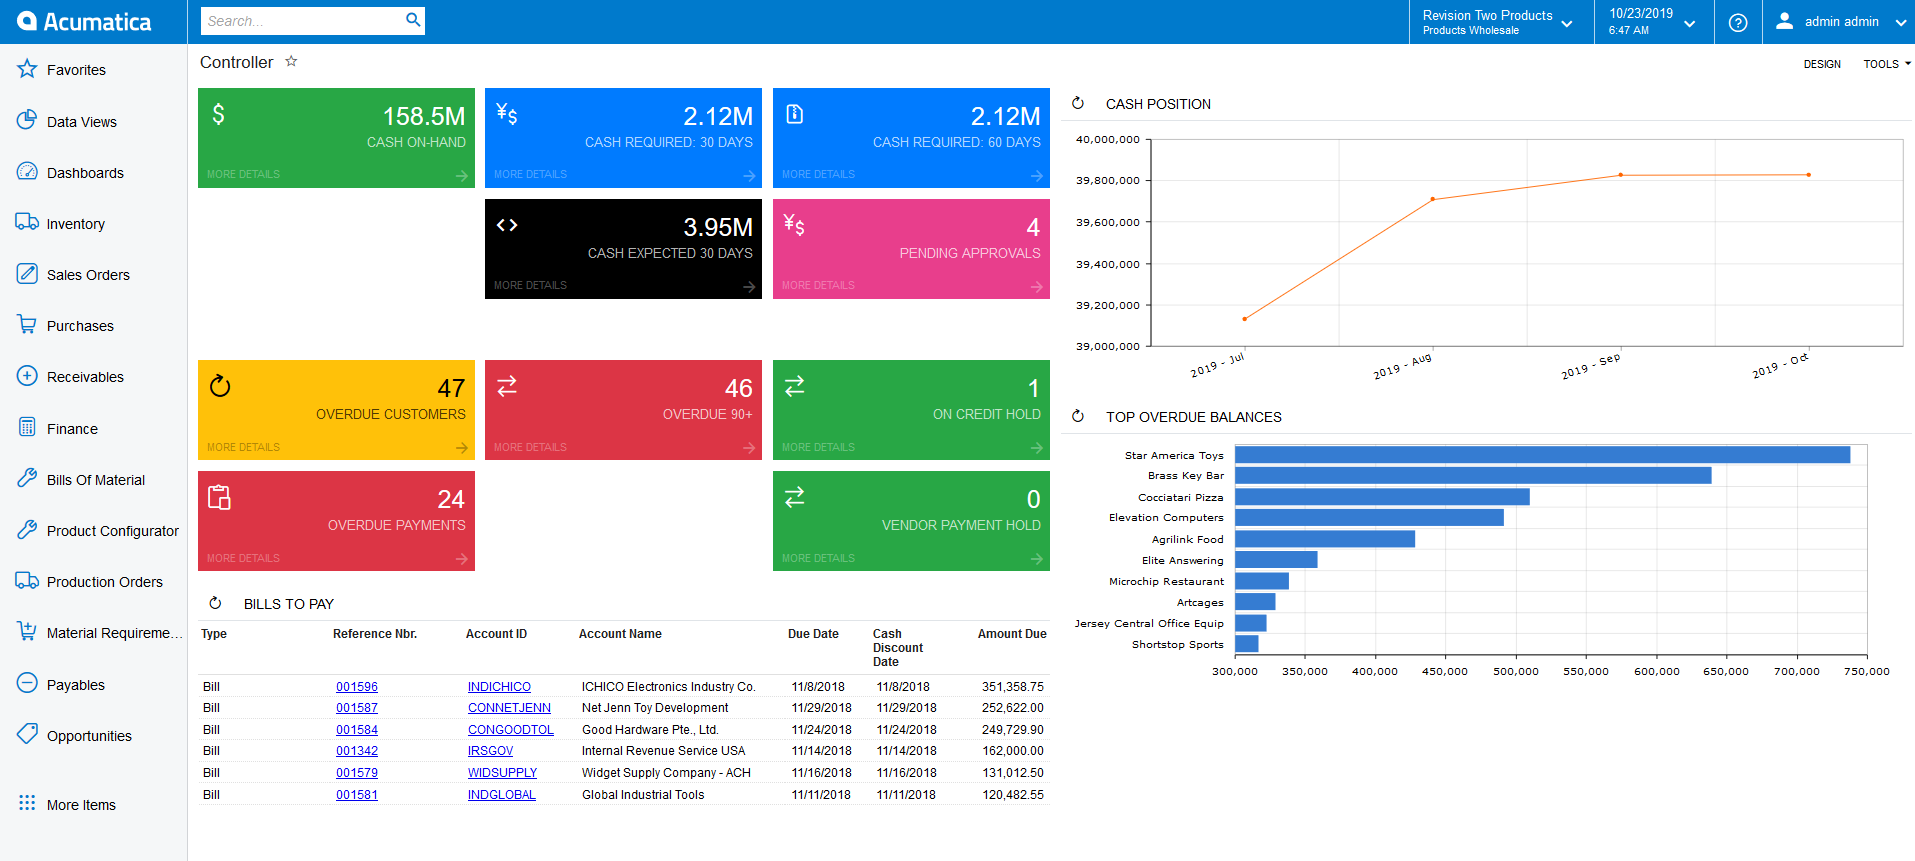 Acumatica
Search...
Revision Two Products
Products Wholesale
10/23/2019
6:47 AM
admin admin
Favorites
Data Views
Dashboards
Inventory
Sales Orders
Purchases
Receivables
Finance
Bills Of Material
Product Configurator
Production Orders
Material Requireme...
Payables
Opportunities
More Items
Controller
DESIGN
TOOLS
$
158.5M
CASH ON-HAND
MORE DETAILS
¥$
2.12M
CASH REQUIRED: 30 DAYS
MORE DETAILS
2.12M
CASH REQUIRED: 60 DAYS
MORE DETAILS
3.95M
CASH EXPECTED 30 DAYS
MORE DETAILS
¥$
4
PENDING APPROVALS
MORE DETAILS
47
OVERDUE CUSTOMERS
MORE DETAILS
46
OVERDUE 90+
MORE DETAILS
1
ON CREDIT HOLD
MORE DETAILS
24
OVERDUE PAYMENTS
MORE DETAILS
0
VENDOR PAYMENT HOLD
MORE DETAILS
BILLS TO PAY
Type Reference Nbr. Account ID Account Name Due Date Cash Discount Date Amount Due
Bill 001596 INDICHICO ICHICO Electronics Industry Co. 11/8/2018 11/8/2018 351,358.75
Bill 001587 CONNETJENN Net Jenn Toy Development 11/29/2018 11/29/2018 252,622.00
Bill 001584 CONGOODTOL Good Hardware Pte., Ltd. 11/24/2018 11/24/2018 249,729.90
Bill 001342 IRSGOV Internal Revenue Service USA 11/14/2018 11/14/2018 162,000.00
Bill 001579 WIDSUPPLY Widget Supply Company - ACH 11/16/2018 11/16/2018 131,012.50
Bill 001581 INDGLOBAL Global Industrial Tools 11/11/2018 11/11/2018 120,482.55
CASH POSITION
40,000,000
39,800,000
39,600,000
39,400,000
39,200,000
39,000,000
2019 - Jul 2019 - Aug 2019 - Sep 2019 - Oct
TOP OVERDUE BALANCES
Star America Toys
Brass Key Bar
Cocciatari Pizza
Elevation Computers
Agrilink Food
Elite Answering
Microchip Restaurant
Artcages
Jersey Central Office Equip
Shortstop Sports
300,000 350,000 400,000 450,000 500,000 550,000 600,000 650,000 700,000 750,000